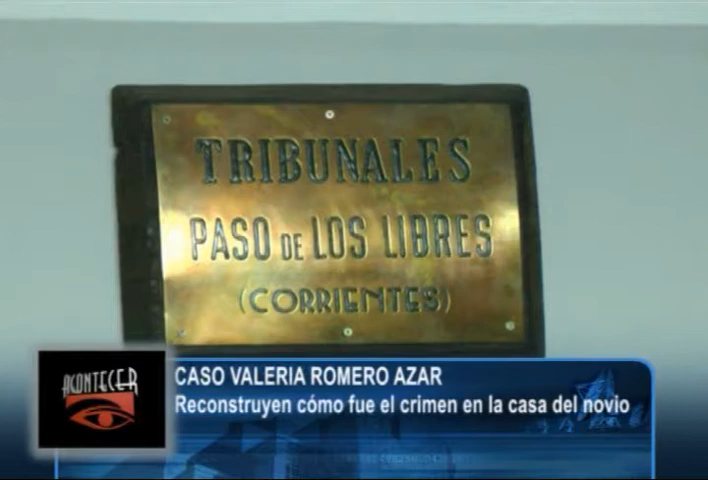 TRIBUNALES
PASO DE LOS LIBRES
(CORRIENTES)
ACONTECER
CASO VALERIA ROMERO AZAR
Reconstruyen cómo fue el crimen en la casa del novio